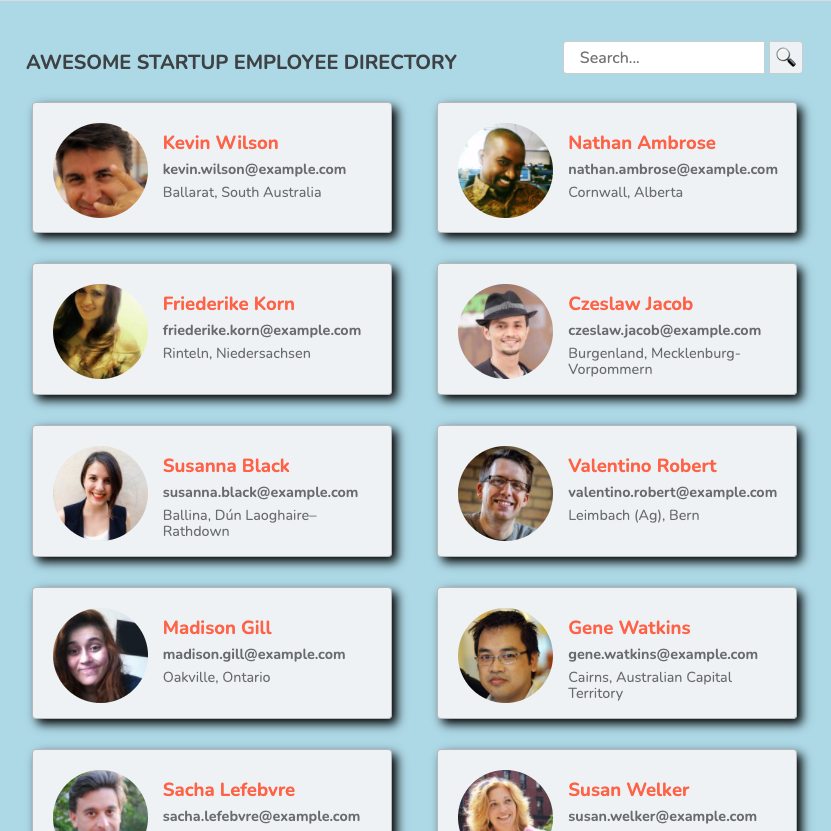 AWESOME STARTUP EMPLOYEE DIRECTORY
Search...
Kevin Wilson
kevin.wilson@example.com
Ballarat, South Australia
Nathan Ambrose
nathan.ambrose@example.com
Cornwall, Alberta
Friederike Korn
friederike.korn@example.com
Rinteln, Niedersachsen
Czeslaw Jacob
czeslaw.jacob@example.com
Burgenland, Mecklenburg-
Vorpommern
Susanna Black
susanna.black@example.com
Ballina, Dún Laoghaire–
Rathdown
Valentino Robert
valentino.robert@example.com
Leimbach (Ag), Bern
Madison Gill
madison.gill@example.com
Oakville, Ontario
Gene Watkins
gene.watkins@example.com
Cairns, Australian Capital
Territory
Sacha Lefebvre
sacha.lefebvre@example.com
Susan Welker
susan.welker@example.com